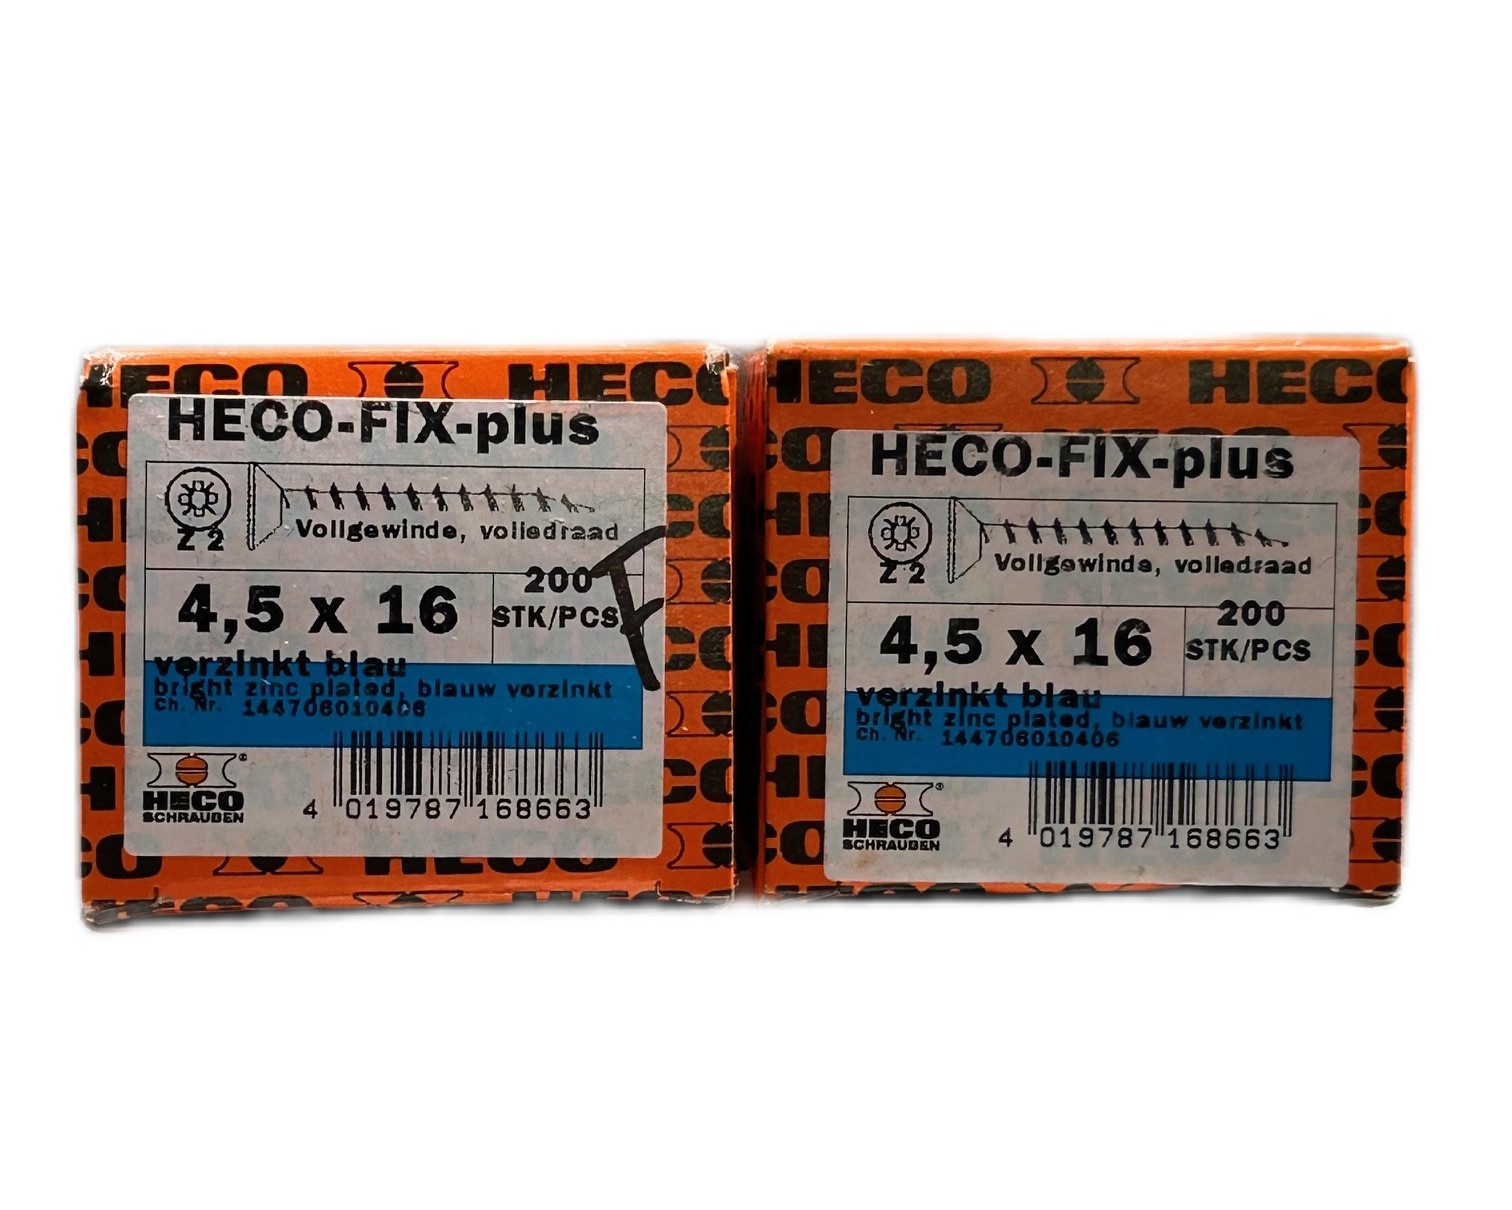 HECO HECO
HECO-FIX-plus
Z 2
Vollgewinde, volledraad
4,5 x 16
200
STK/PCS
F
verzinkt blau
bright zinc plated, blauw verzinkt
Ch. Nr. 144706010406
HECO
SCHRAUBEN
4 019787 168663
HECO
HECO HECO
HECO-FIX-plus
Z 2
Vollgewinde, volledraad
4,5 x 16
200
STK/PCS
verzinkt blau
bright zinc plated, blauw verzinkt
Ch. Nr. 144706010406
HECO
SCHRAUBEN
4 019787 168663